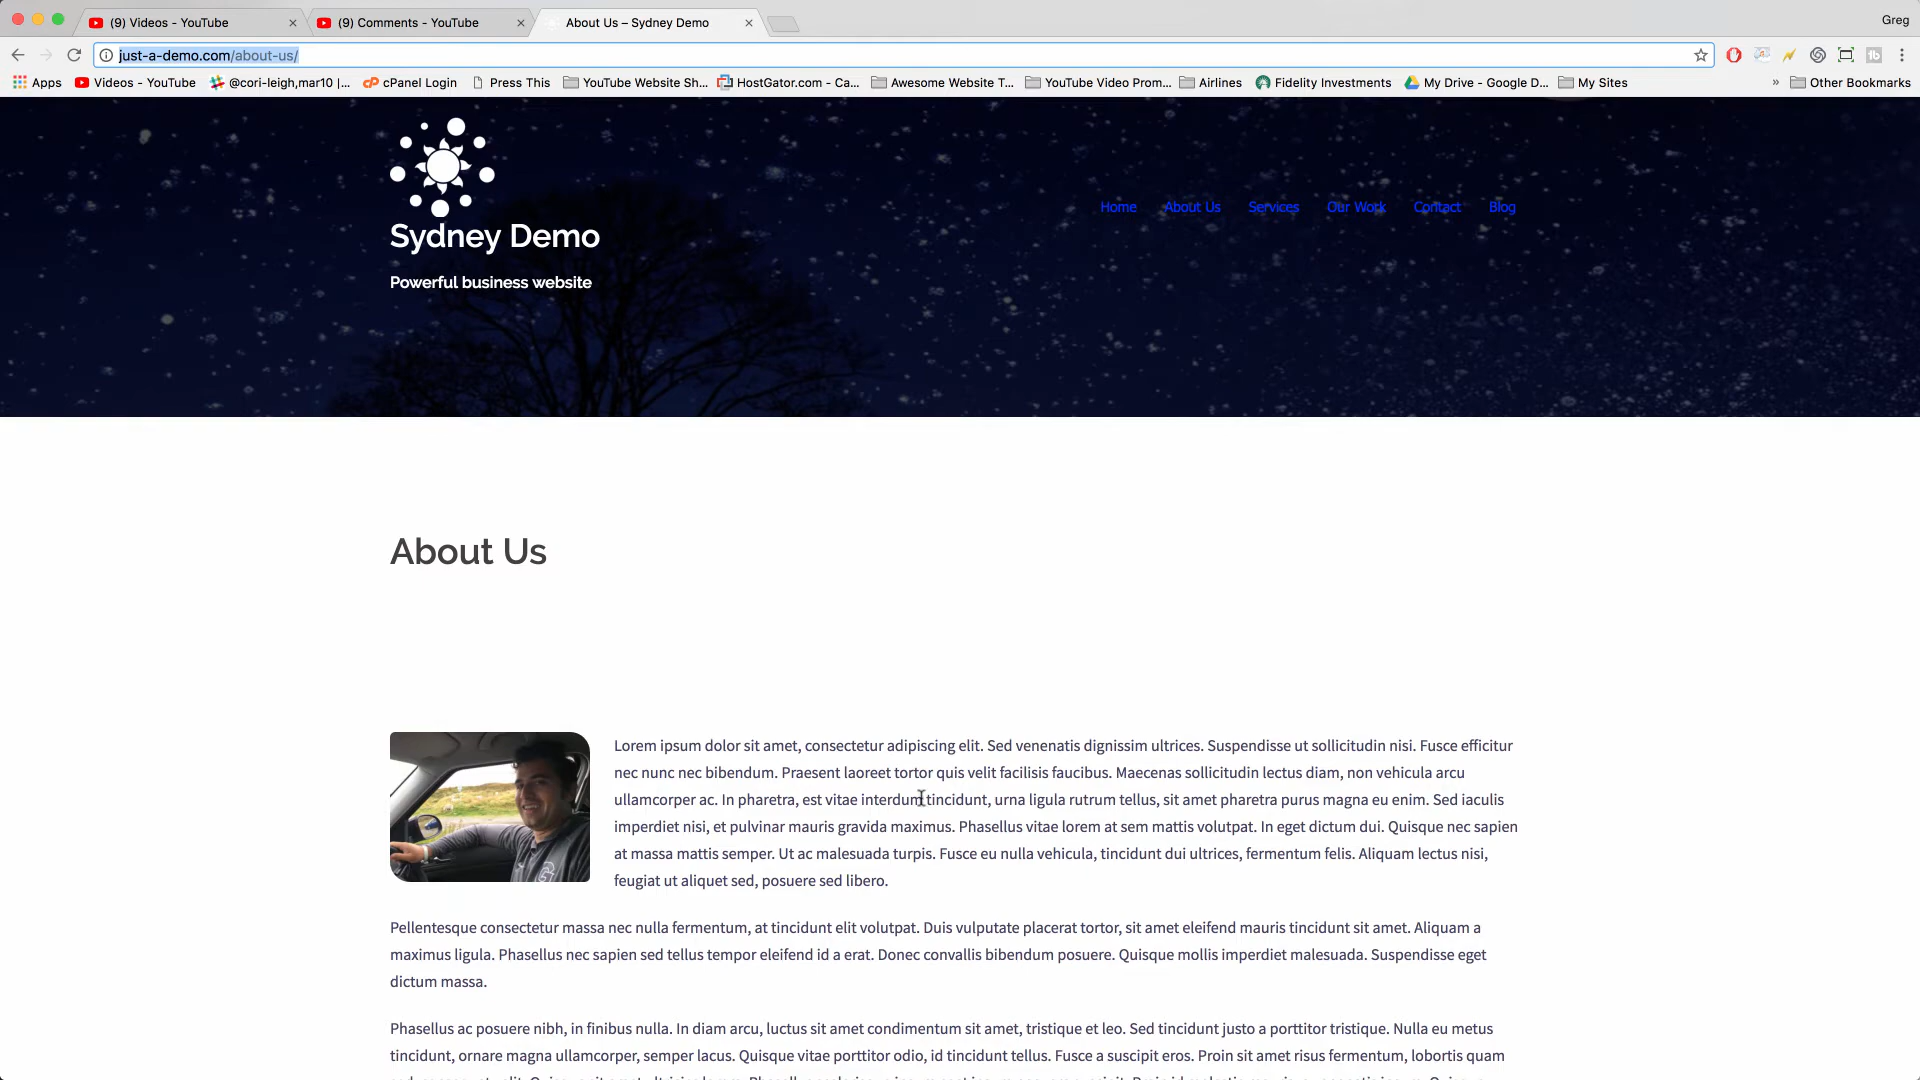 (9) Videos - YouTube
(9) Comments - YouTube
About Us – Sydney Demo
Greg
just-a-demo.com/about-us/
Apps
Videos - YouTube
@cori-leigh,mar10 |...
cPanel Login
Press This
YouTube Website Sh...
HostGator.com - Ca...
Awesome Website T...
YouTube Video Prom...
Airlines
Fidelity Investments
My Drive - Google D...
My Sites
»
Other Bookmarks
Sydney Demo
Powerful business website
Home
About Us
Services
Our Work
Contact
Blog
About Us
Lorem ipsum dolor sit amet, consectetur adipiscing elit. Sed venenatis dignissim ultrices. Suspendisse ut sollicitudin nisi. Fusce efficitur
nec nunc nec bibendum. Praesent laoreet tortor quis velit facilisis faucibus. Maecenas sollicitudin lectus diam, non vehicula arcu
ullamcorper ac. In pharetra, est vitae interdum tincidunt, urna ligula rutrum tellus, sit amet pharetra purus magna eu enim. Sed iaculis
imperdiet nisi, et pulvinar mauris gravida maximus. Phasellus vitae lorem at sem mattis volutpat. In eget dictum dui. Quisque nec sapien
at massa mattis semper. Ut ac malesuada turpis. Fusce eu nulla vehicula, tincidunt dui ultrices, fermentum felis. Aliquam lectus nisi,
feugiat ut aliquet sed, posuere sed libero.
Pellentesque consectetur massa nec nulla fermentum, at tincidunt elit volutpat. Duis vulputate placerat tortor, sit amet eleifend mauris tincidunt sit amet. Aliquam a
maximus ligula. Phasellus nec sapien sed tellus tempor eleifend id a erat. Donec convallis bibendum posuere. Quisque mollis imperdiet malesuada. Suspendisse eget
dictum massa.
Phasellus ac posuere nibh, in finibus nulla. In diam arcu, luctus sit amet condimentum sit amet, tristique et leo. Sed tincidunt justo a porttitor tristique. Nulla eu metus
tincidunt, ornare magna ullamcorper, semper lacus. Quisque vitae porttitor odio, id tincidunt tellus. Fusce a suscipit eros. Proin sit amet risus fermentum, lobortis quam